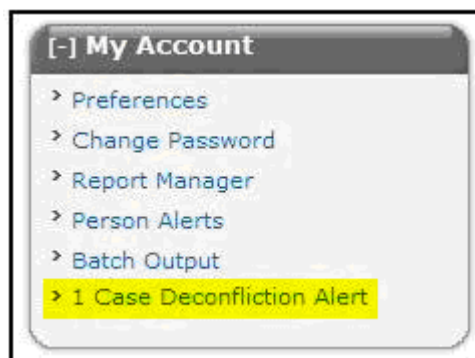 [-] My Account
> Preferences
> Change Password
> Report Manager
> Person Alerts
> Batch Output
> 1 Case Deconfliction Alert